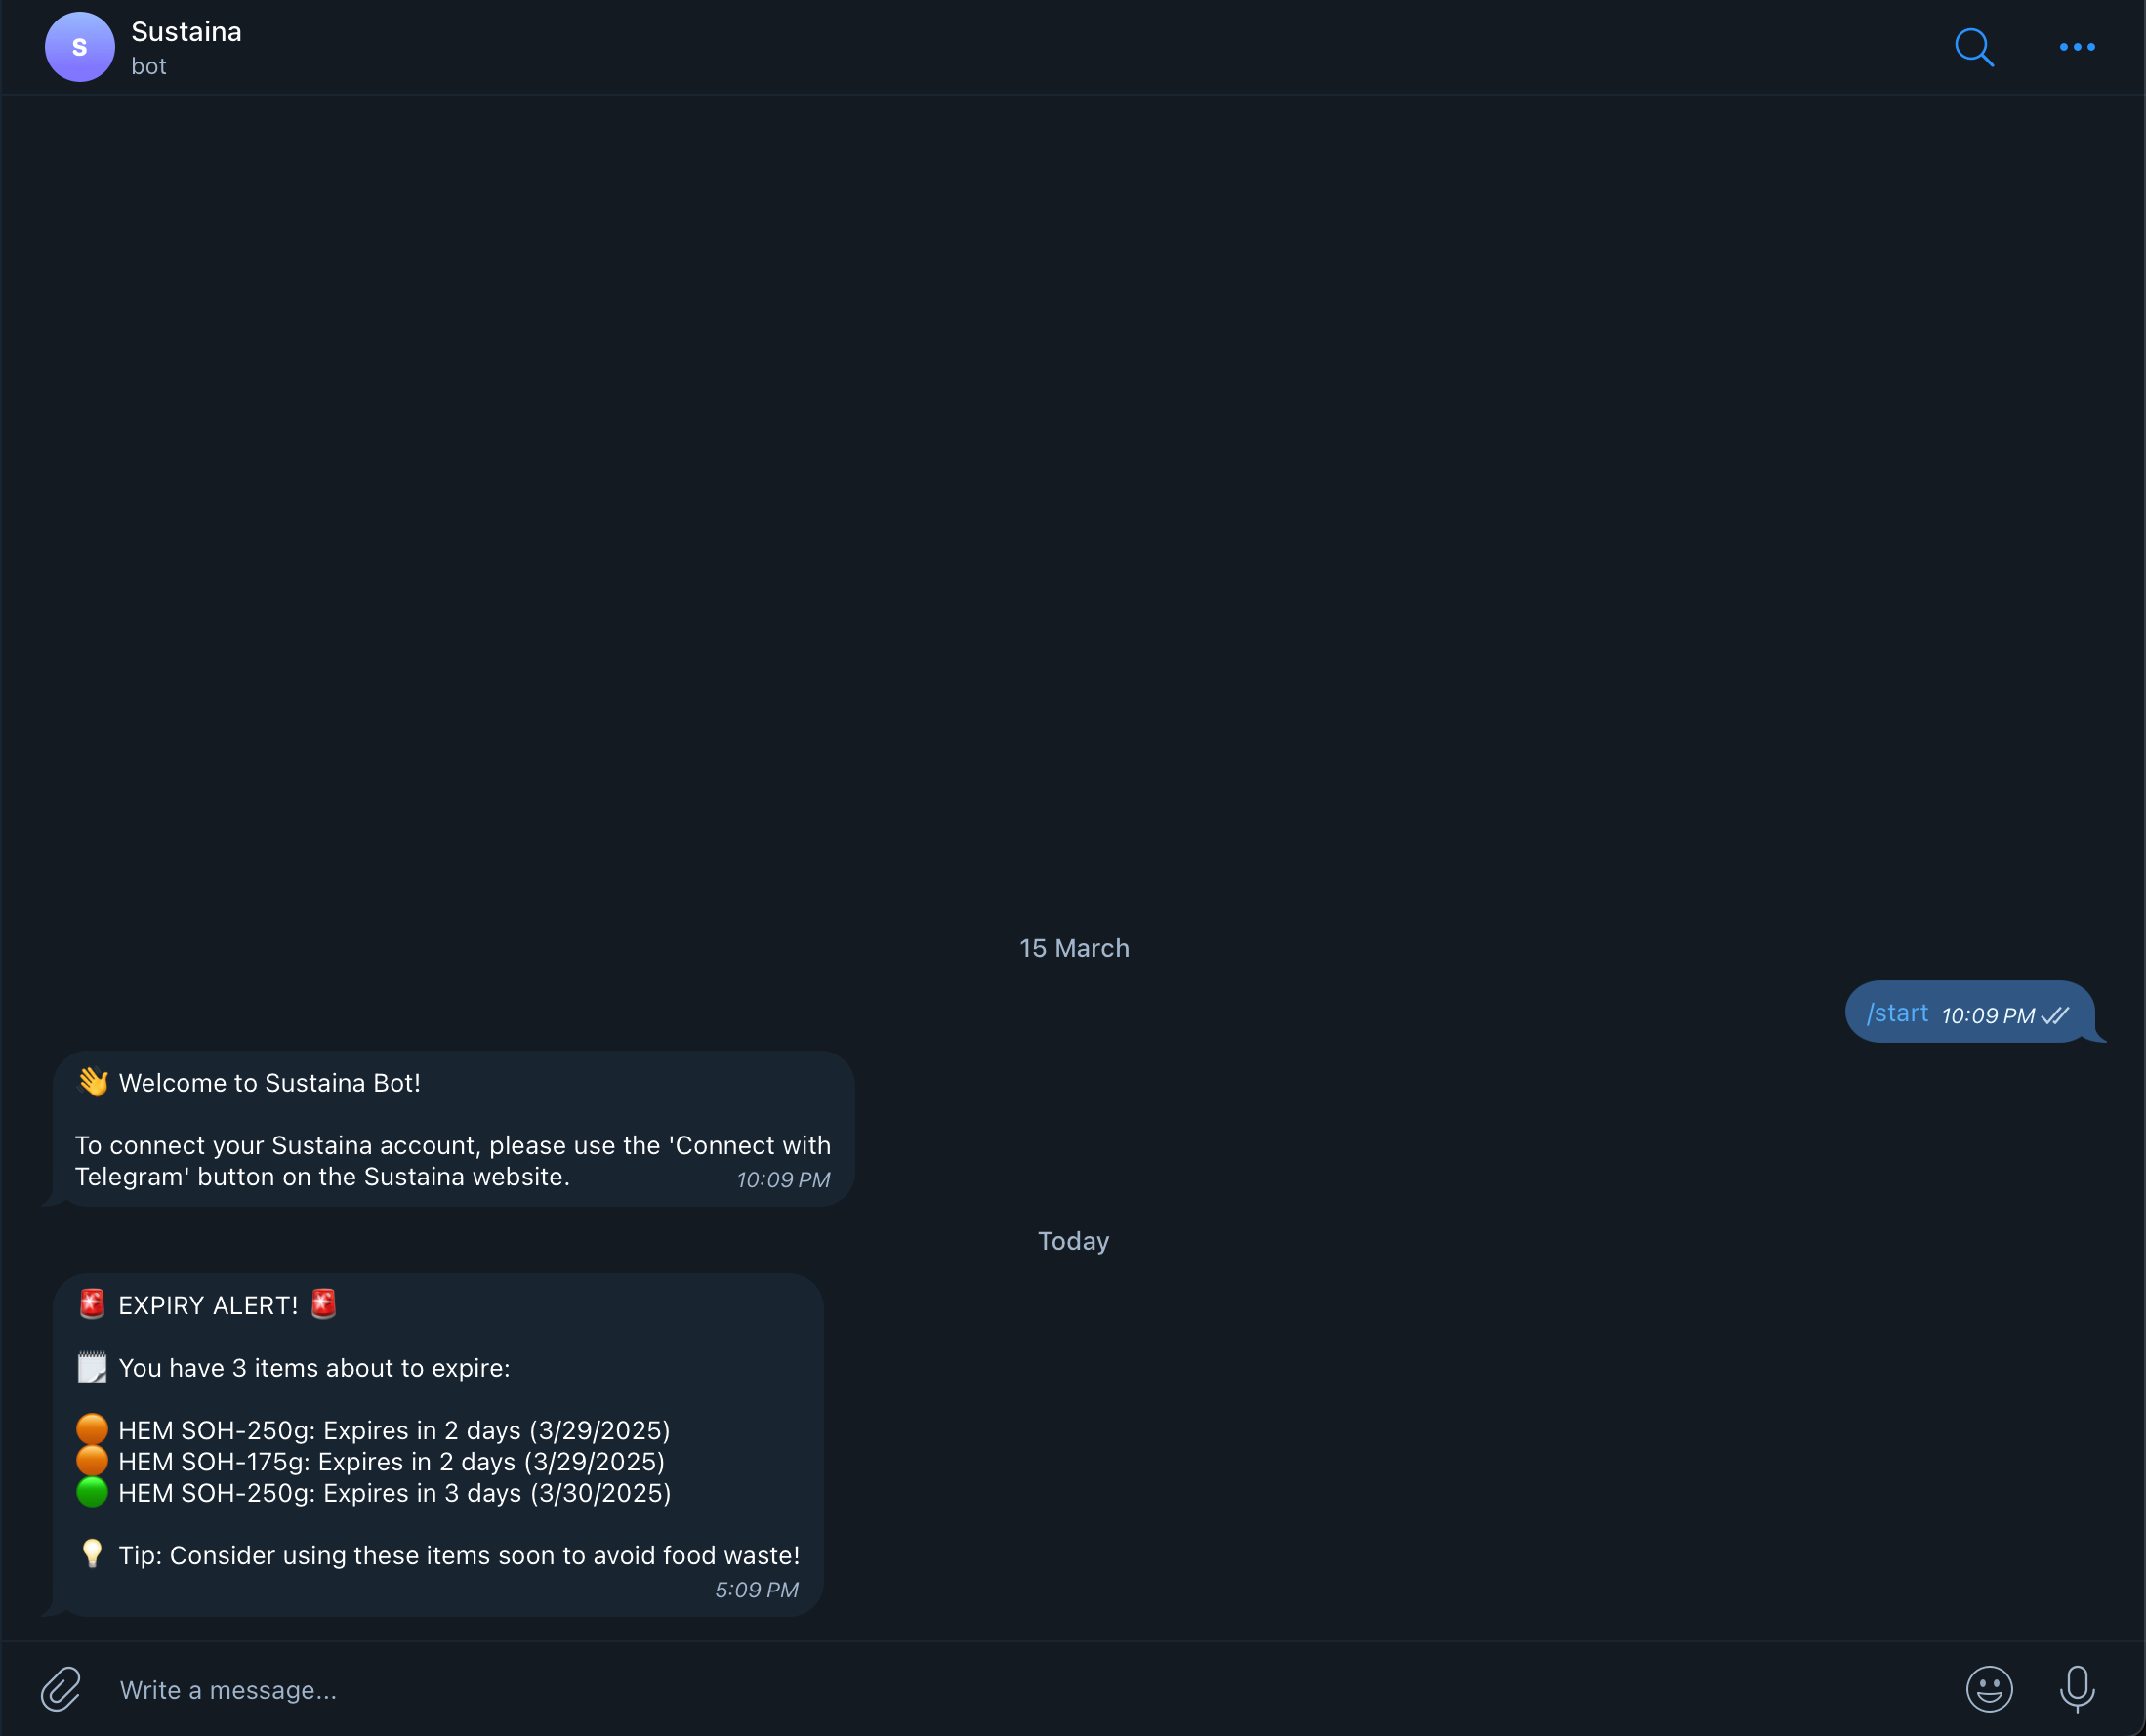 S
Sustaina
bot
15 March
/start 10:09 PM
👋 Welcome to Sustaina Bot!
To connect your Sustaina account, please use the 'Connect with
Telegram' button on the Sustaina website. 10:09 PM
Today
🚨 EXPIRY ALERT! 🚨
🗒️ You have 3 items about to expire:
🟠 HEM SOH-250g: Expires in 2 days (3/29/2025)
🟠 HEM SOH-175g: Expires in 2 days (3/29/2025)
🟢 HEM SOH-250g: Expires in 3 days (3/30/2025)
💡 Tip: Consider using these items soon to avoid food waste!
5:09 PM
Write a message...